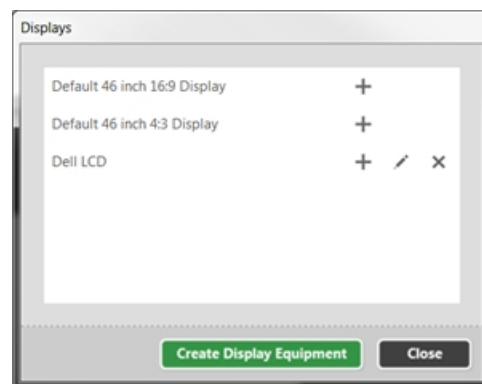 Displays
Default 46 inch 16:9 Display
Default 46 inch 4:3 Display
Dell LCD
Create Display Equipment
Close